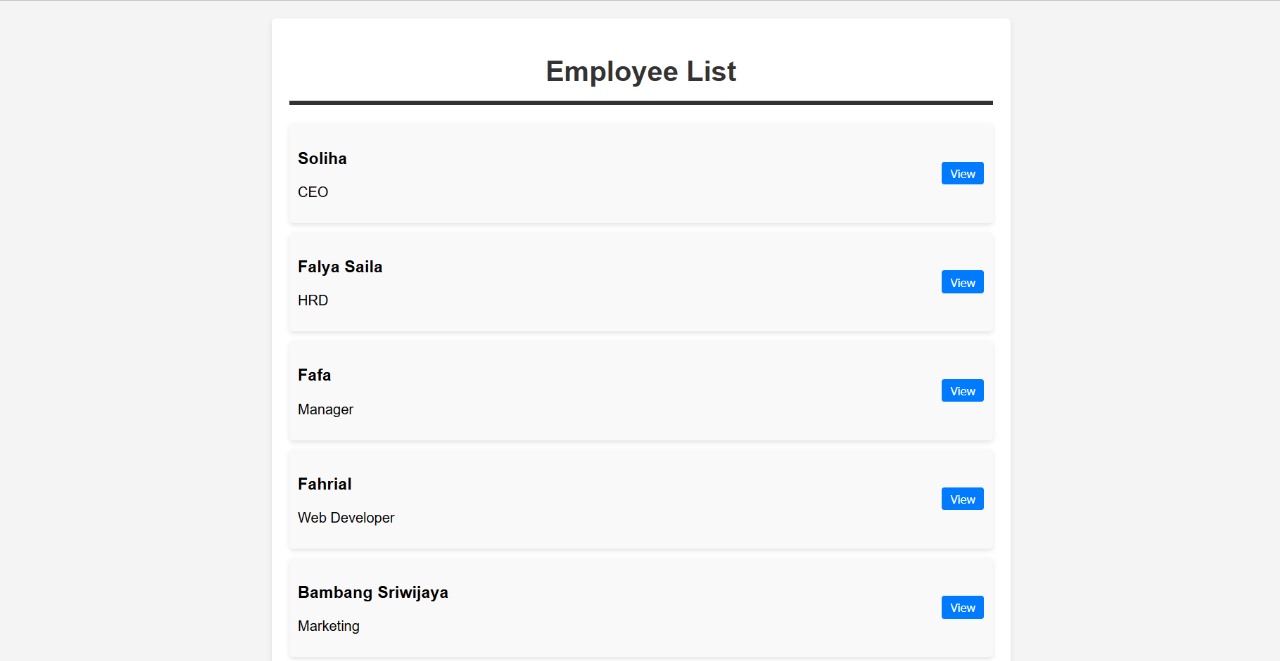 Employee List
Soliha
CEO
View
Falya Saila
HRD
View
Fafa
Manager
View
Fahrial
Web Developer
View
Bambang Sriwijaya
Marketing
View